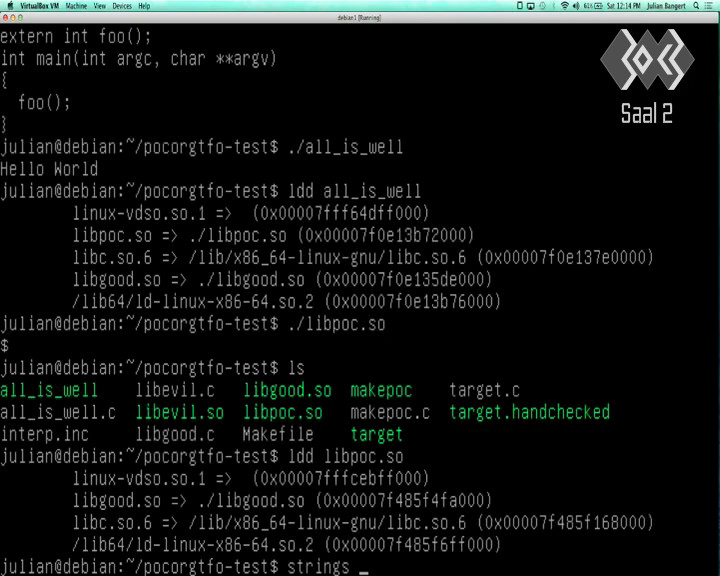 VirtualBox VM Machine View Devices Help
61% Sat 12:14 PM Julian Bangert
debian1 [Running]
extern int foo();
int main(int argc, char **argv)
{
  foo();
}
julian@debian:~/pocorgtfo-test$ ./all_is_well
Hello World
julian@debian:~/pocorgtfo-test$ ldd all_is_well
linux-vdso.so.1 =>  (0x00007fff64dff000)
libpoc.so => ./libpoc.so (0x00007f0e13b72000)
libc.so.6 => /lib/x86_64-linux-gnu/libc.so.6 (0x00007f0e137e0000)
libgood.so => ./libgood.so (0x00007f0e135de000)
/lib64/ld-linux-x86-64.so.2 (0x00007f0e13b76000)
julian@debian:~/pocorgtfo-test$ ./libpoc.so
$
julian@debian:~/pocorgtfo-test$ ls
all_is_well libevil.c libgood.so makepoc target.c
all_is_well.c libevil.so libpoc.so makepoc.c target.handchecked
interp.inc libgood.c Makefile target
julian@debian:~/pocorgtfo-test$ ldd libpoc.so
linux-vdso.so.1 =>  (0x00007fffcebff000)
libgood.so => ./libgood.so (0x00007f485f4fa000)
libc.so.6 => /lib/x86_64-linux-gnu/libc.so.6 (0x00007f485f168000)
/lib64/ld-linux-x86-64.so.2 (0x00007f485f6ff000)
julian@debian:~/pocorgtfo-test$ strings _
Saal 2